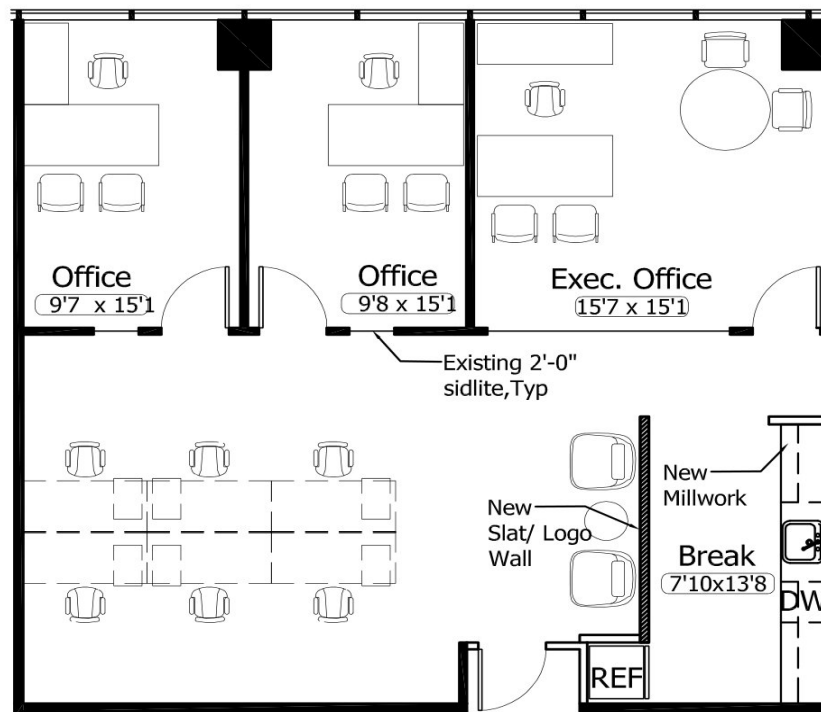 Office
9'7 x 15'1
Office
9'8 x 15'1
Exec. Office
15'7 x 15'1
Existing 2'-0"
sidlite,Typ
New
Slat/ Logo
Wall
New
Millwork
Break
7'10x13'8
DW
REF